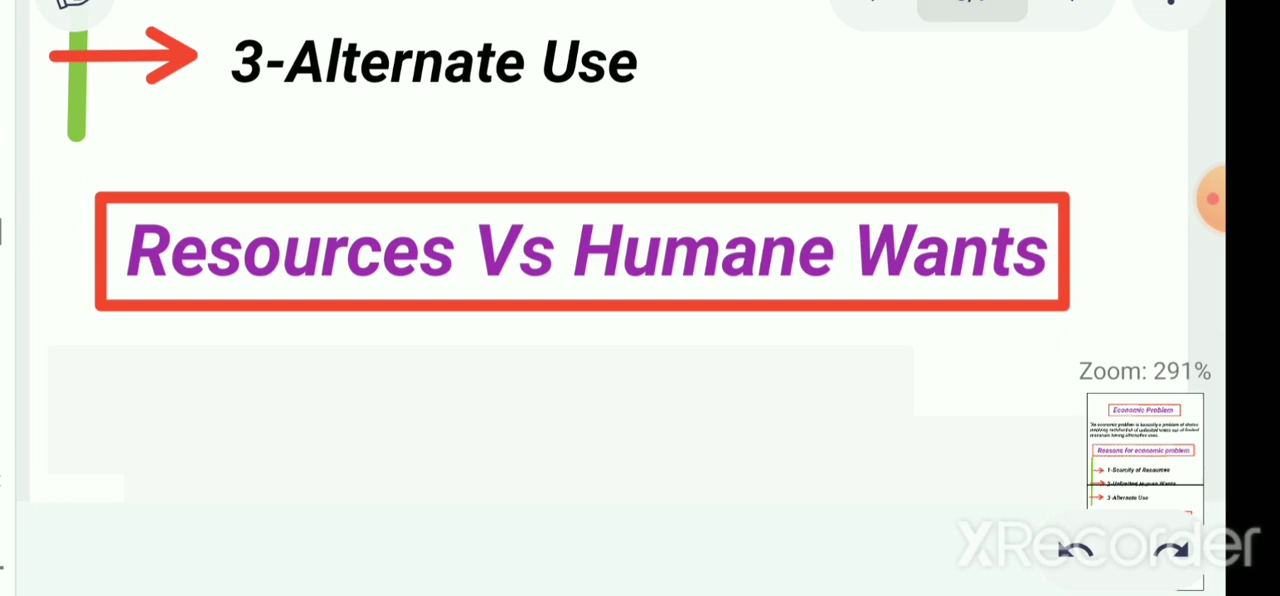 3-Alternate Use
Resources Vs Humane Wants
Zoom: 291%
Economic Problem
Reasons for economic problem
1-Scarcity of Resources
3-Alternate Use
XRecorder